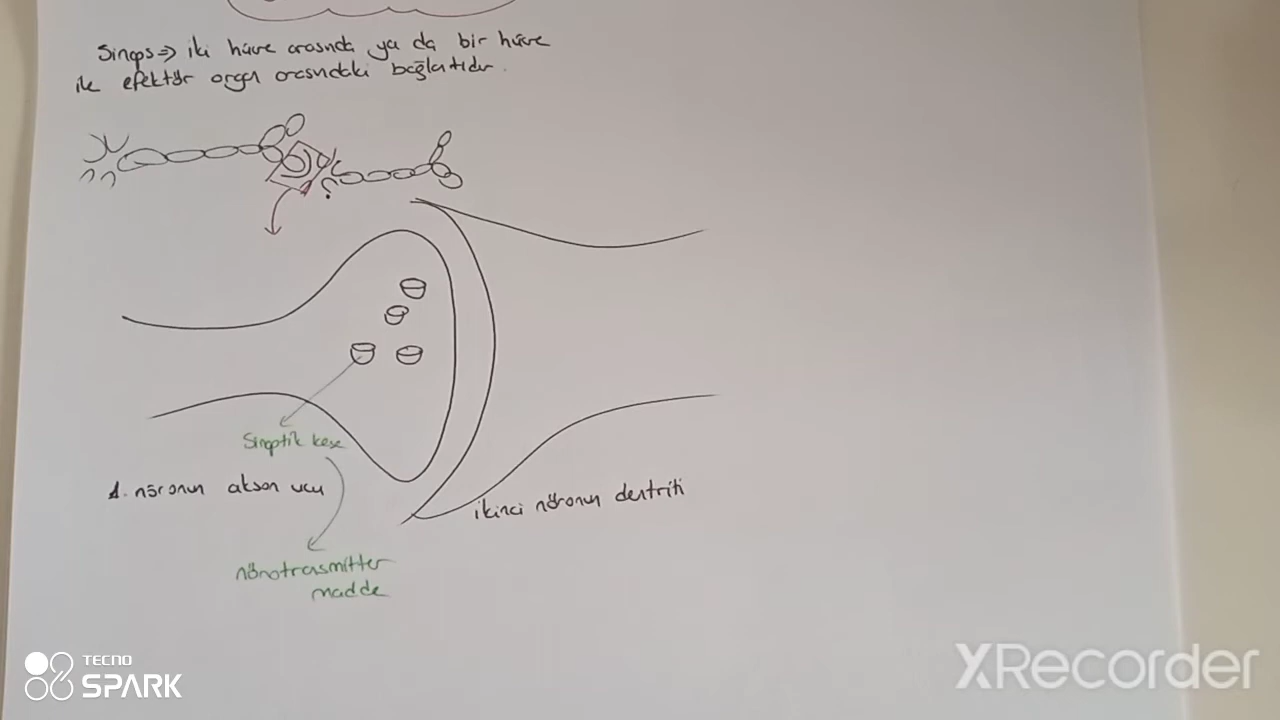 Sinaps⇒ iki hücre arasında ya da bir hücre
ile efektör organ arasındaki bağlantıdır.
Sinaptik kese
1. nöronun akson ucu
ikinci nöronun dentriti
nörotrasmitter
madde
TECNO
SPARK
XRecorder